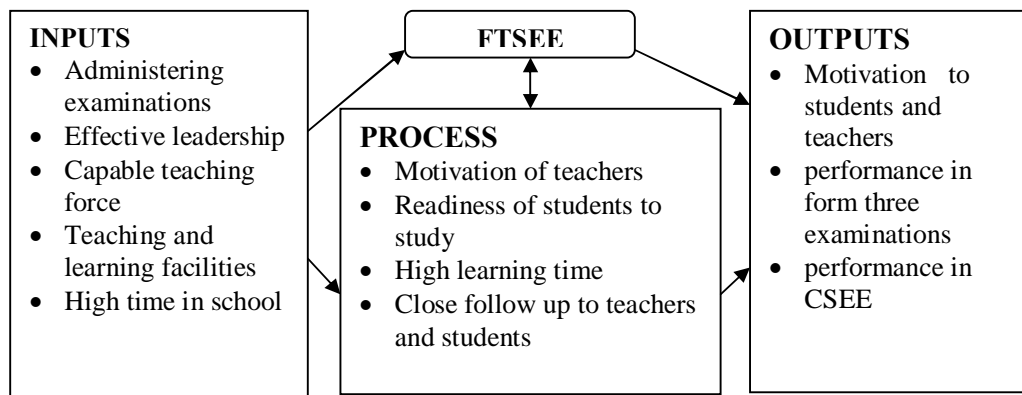 INPUTS
• Administering
examinations
• Effective leadership
• Capable teaching
force
• Teaching and
learning facilities
• High time in school
FTSEE
PROCESS
• Motivation of teachers
• Readiness of students to
study
• High learning time
• Close follow up to teachers
and students
OUTPUTS
• Motivation to
students and
teachers
• performance in
form three
examinations
• performance in
CSEE